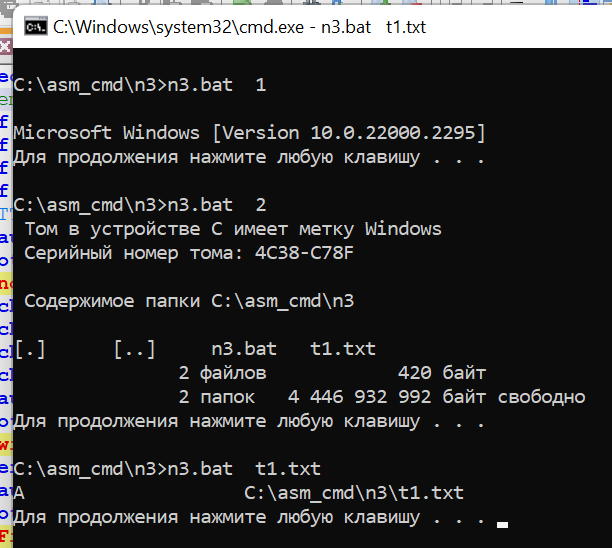 C:\Windows\system32\cmd.exe - n3.bat   t1.txt
C:\asm_cmd\n3>n3.bat  1
Microsoft Windows [Version 10.0.22000.2295]
Для продолжения нажмите любую клавишу . . .
C:\asm_cmd\n3>n3.bat  2
Том в устройстве C имеет метку Windows
Серийный номер тома: 4C38-C78F
Содержимое папки C:\asm_cmd\n3
[.]      [..]     n3.bat   t1.txt
2 файлов            420 байт
2 папок   4 446 932 992 байт свободно
Для продолжения нажмите любую клавишу . . .
C:\asm_cmd\n3>n3.bat  t1.txt
A                    C:\asm_cmd\n3\t1.txt
Для продолжения нажмите любую клавишу . . .